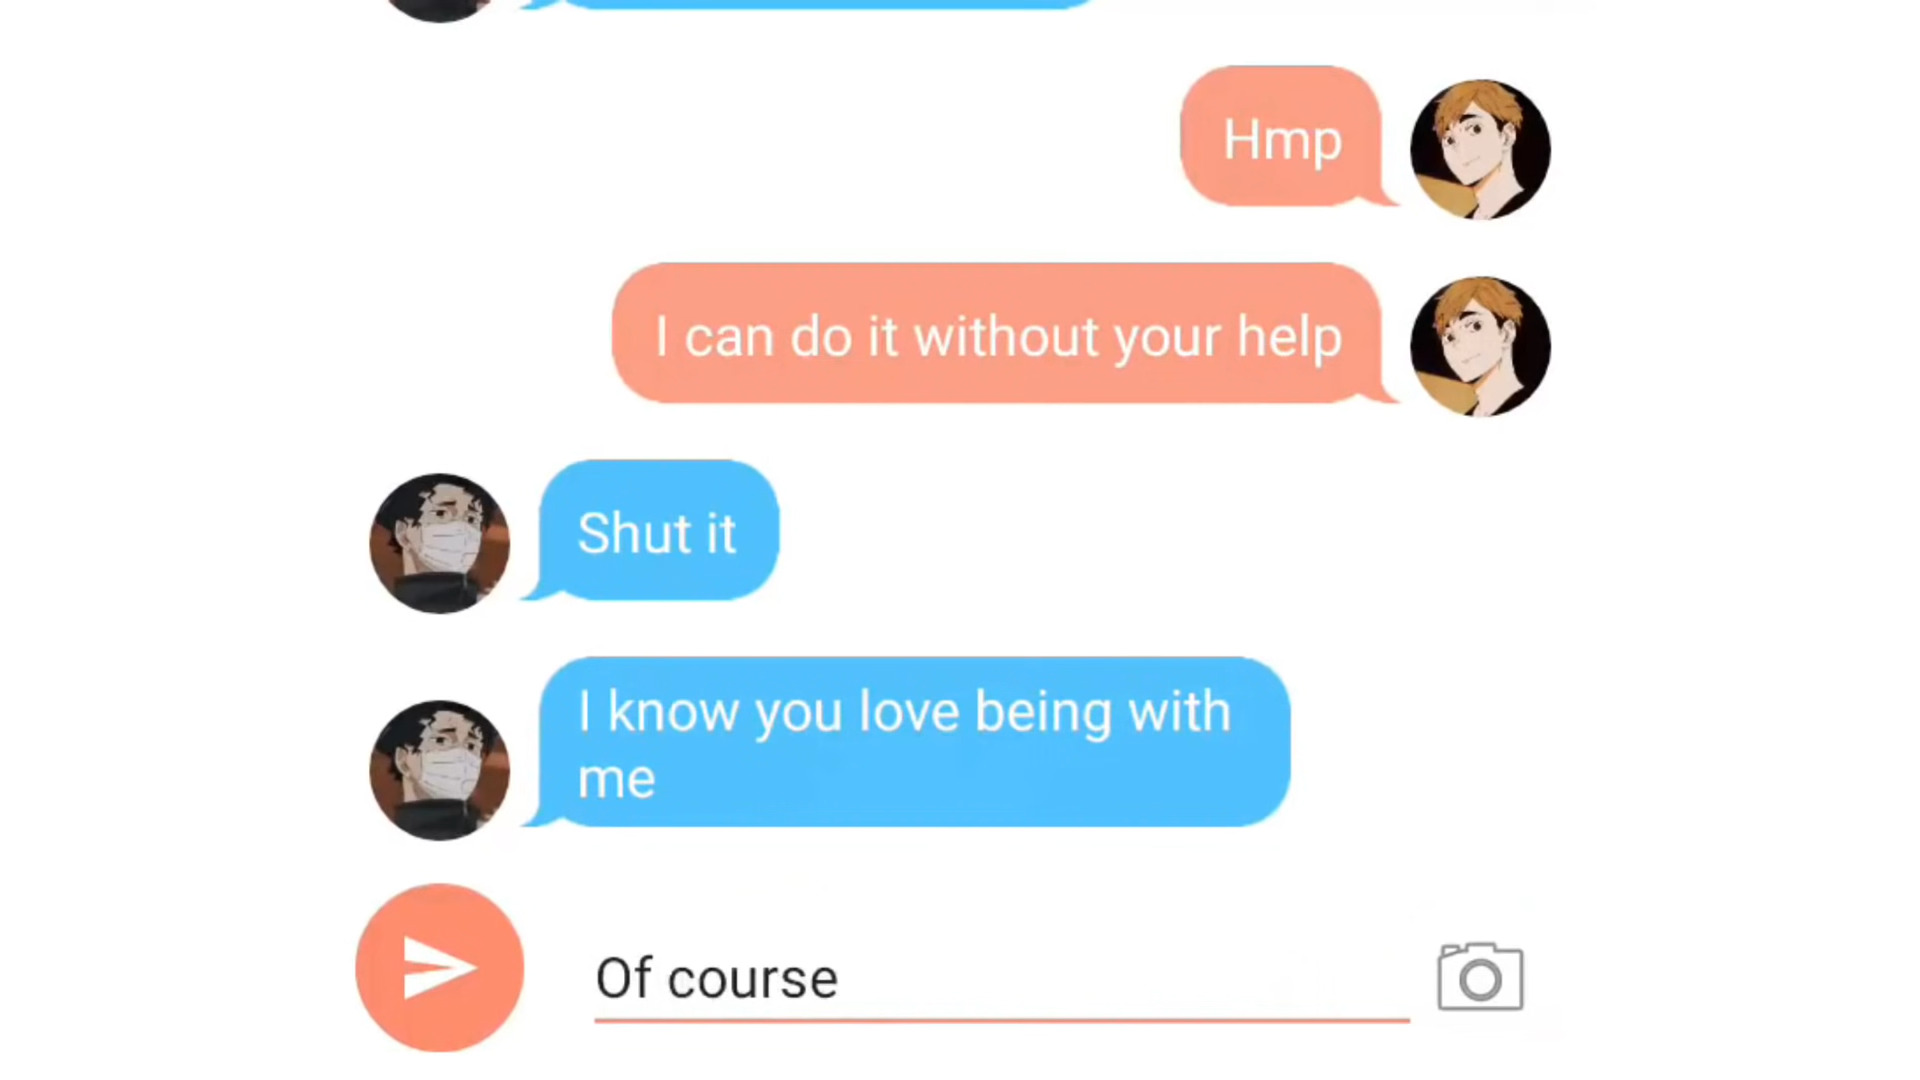 Hmp
I can do it without your help
Shut it
I know you love being with
me
Of course